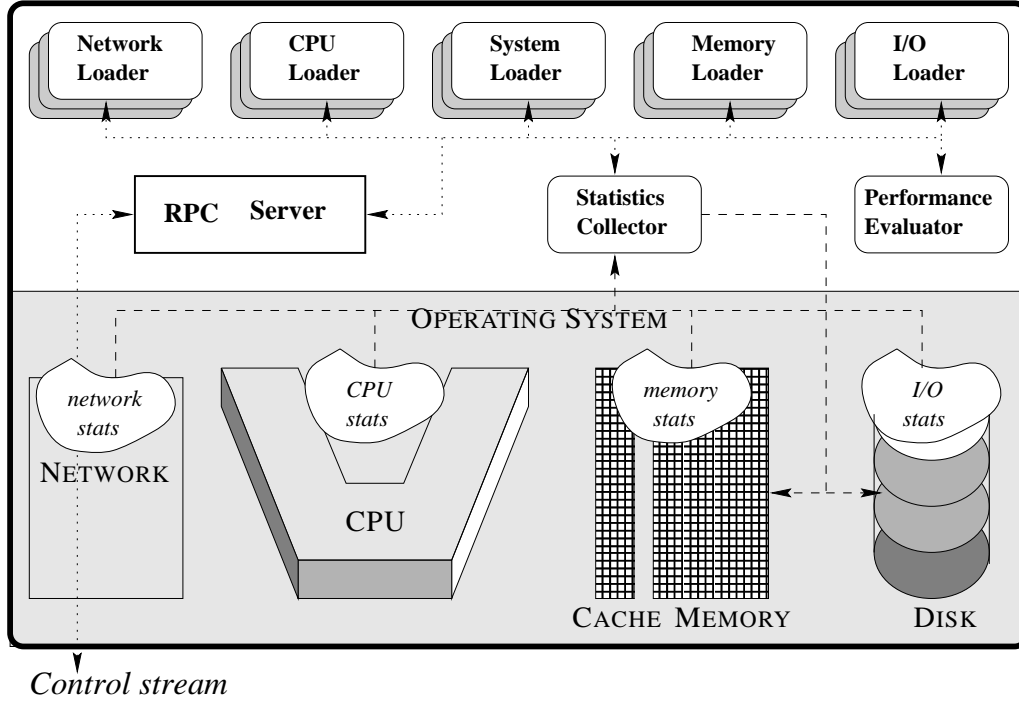 Network
Loader
CPU
Loader
System
Loader
Memory
Loader
I/O
Loader
RPC Server
Statistics
Collector
Performance
Evaluator
OPERATING SYSTEM
network
stats
CPU
stats
memory
stats
I/O
stats
NETWORK
CPU
CACHE MEMORY
DISK
Control stream